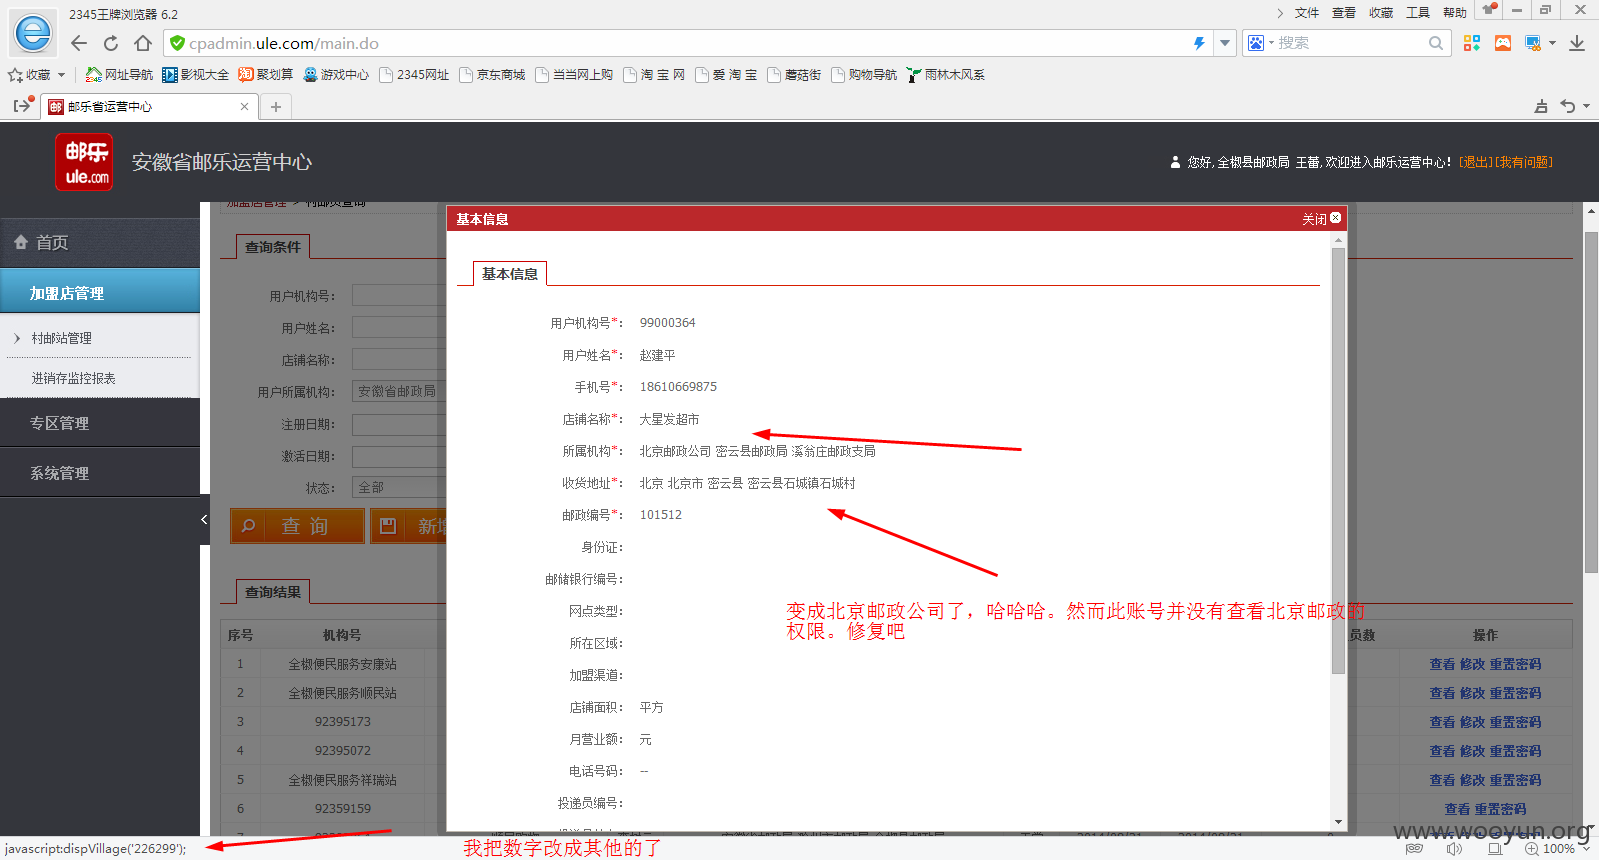 2345王牌浏览器 6.2
文件 查看 收藏 工具 帮助
cpadmin.ule.com/main.do
搜索
收藏 网址导航 影视大全 聚划算 游戏中心 2345网址 京东商城 当当网上购 淘 宝 网 爱 淘 宝 蘑菇街 购物导航 雨林木风系
邮乐省运营中心
邮乐
ule.com
安徽省邮乐运营中心
您好, 全椒县邮政局 王蕾, 欢迎进入邮乐运营中心! [退出][我有问题]
首页
加盟店管理
村邮站管理
进销存监控报表
专区管理
系统管理
加盟店管理 > 村邮员查询
查询条件
用户机构号:
用户姓名:
店铺名称:
用户所属机构: 安徽省邮政局
注册日期:
激活日期:
状态: 全部
查 询
新增
查询结果
序号 机构号 员数 操作
1 全椒便民服务安康站 查看 修改 重置密码
2 全椒便民服务顺民站 查看 修改 重置密码
3 92395173 查看 修改 重置密码
4 92395072 查看 修改 重置密码
5 全椒便民服务祥瑞站 查看 修改 重置密码
6 92359159 查看 重置密码
基本信息
关闭
基本信息
用户机构号*: 99000364
用户姓名*: 赵建平
手机号*: 18610669875
店铺名称*: 大星发超市
所属机构*: 北京邮政公司 密云县邮政局 溪翁庄邮政支局
收货地址*: 北京 北京市 密云县 密云县石城镇石城村
邮政编号*: 101512
身份证:
邮储银行编号:
网点类型:
所在区域:
加盟渠道:
店铺面积: 平方
月营业额: 元
电话号码: --
投递员编号:
变成北京邮政公司了，哈哈哈。然而此账号并没有查看北京邮政的
权限。修复吧
www.wooyun.org
javascript:dispVillage('226299');
我把数字改成其他的了
100%